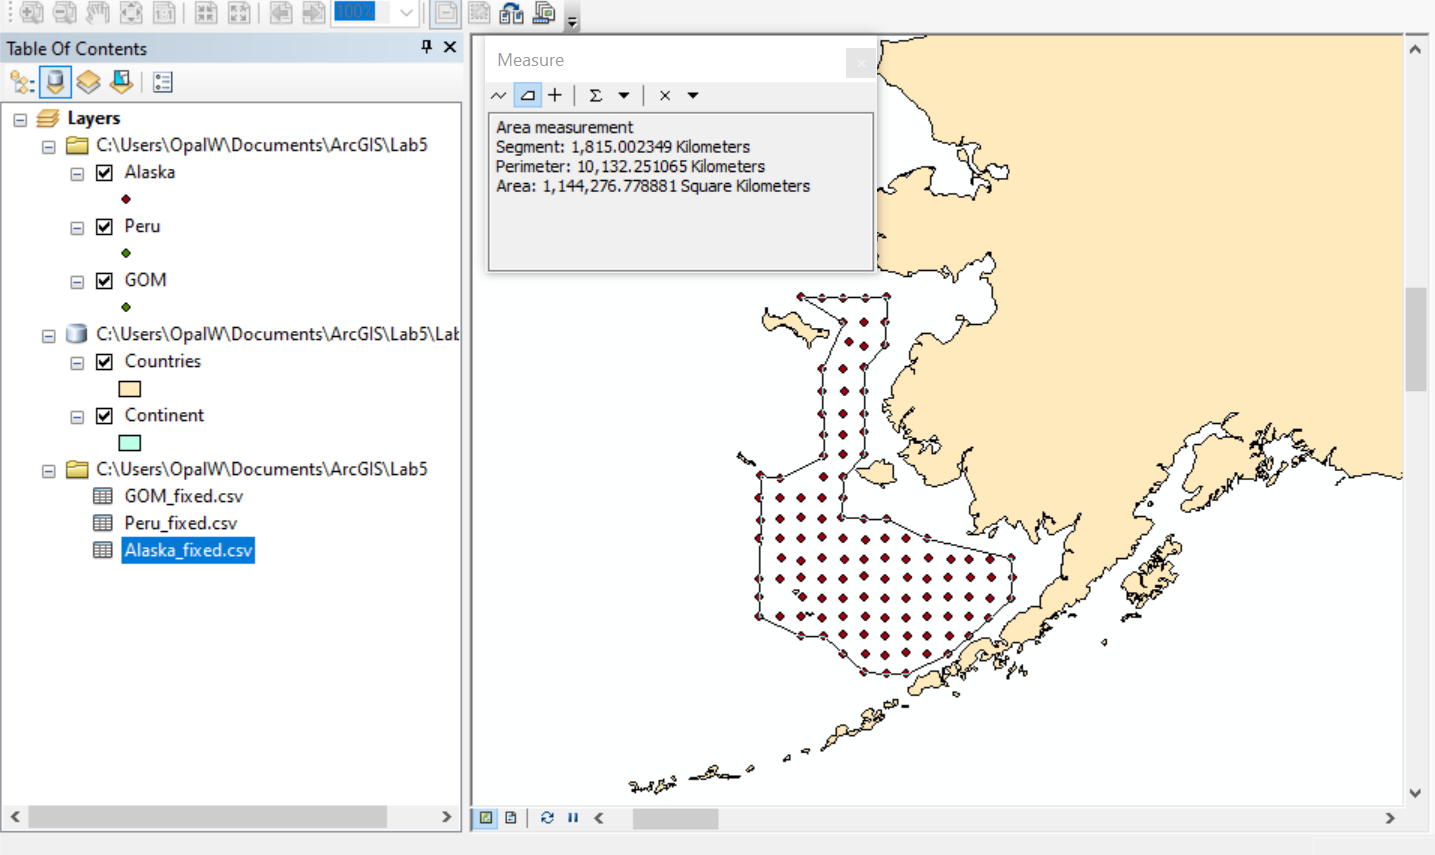 100%
Table Of Contents
Layers
C:\Users\OpalW\Documents\ArcGIS\Lab5
Alaska
Peru
GOM
C:\Users\OpalW\Documents\ArcGIS\Lab5\Lab
Countries
Continent
C:\Users\OpalW\Documents\ArcGIS\Lab5
GOM_fixed.csv
Peru_fixed.csv
Alaska_fixed.csv
Measure
Area measurement
Segment: 1,815.002349 Kilometers
Perimeter: 10,132.251065 Kilometers
Area: 1,144,276.778881 Square Kilometers